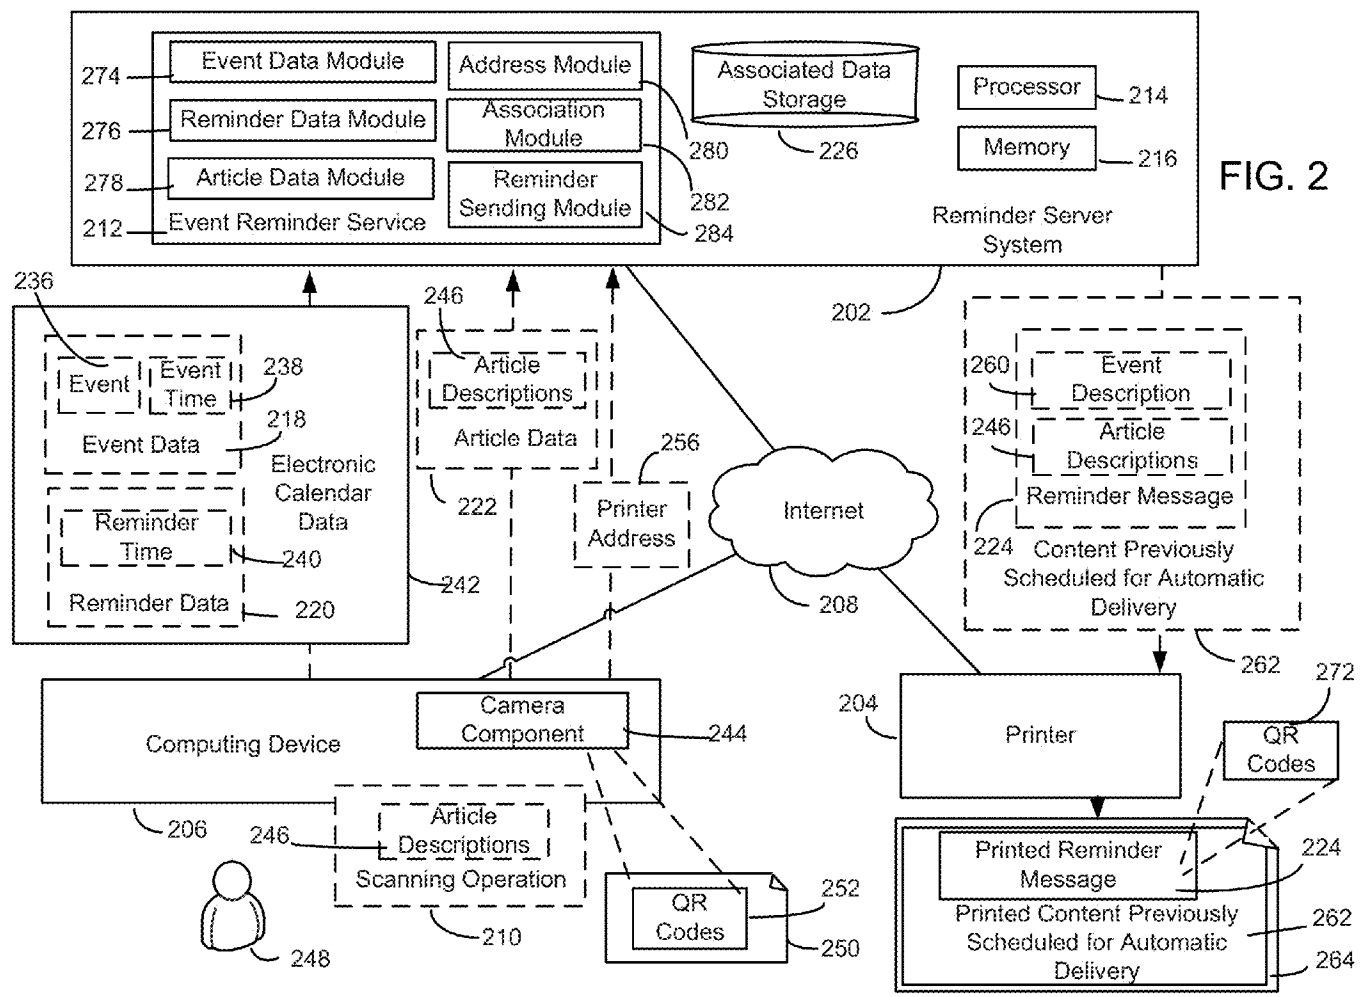 274
Event Data Module
Address Module
276
Reminder Data Module
Association
Module
278
Article Data Module
Reminder
Sending Module
212
Event Reminder Service
280
282
284
Associated Data
Storage
226
Processor
214
Memory
216
Reminder Server
System
202
FIG. 2
236
Event
Event
Time
238
Event Data
218
Electronic
Calendar
Data
Reminder
Time
240
Reminder Data
220
242
246
Article
Descriptions
Article Data
222
256
Printer
Address
Internet
208
260
Event
Description
246
Article
Descriptions
Reminder Message
224
Content Previously
Scheduled for Automatic
Delivery
262
Computing Device
206
Camera
Component
244
246
Article
Descriptions
Scanning Operation
210
248
QR
Codes
252
250
204
Printer
272
QR
Codes
Printed Reminder
Message
224
Printed Content Previously
Scheduled for Automatic
Delivery
262
264